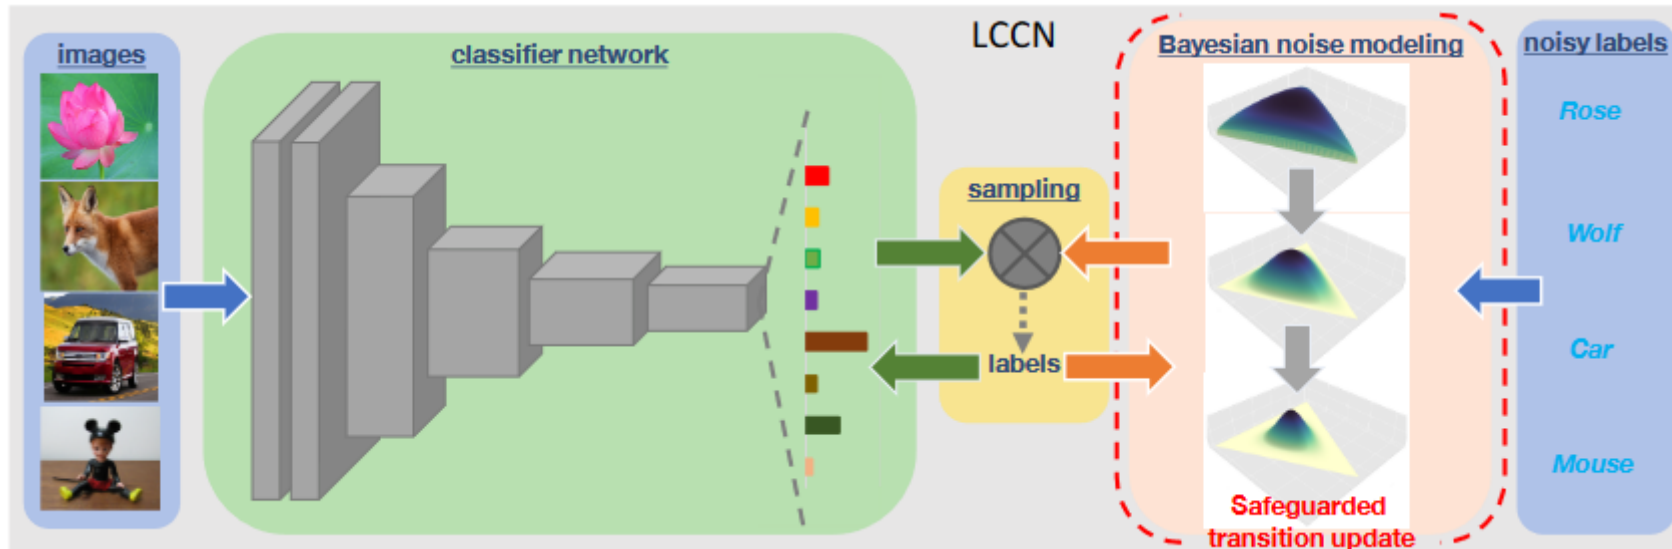 LCCN
images
classifier network
sampling
labels
Bayesian noise modeling
Safeguarded
transition update
noisy labels
Rose
Wolf
Car
Mouse